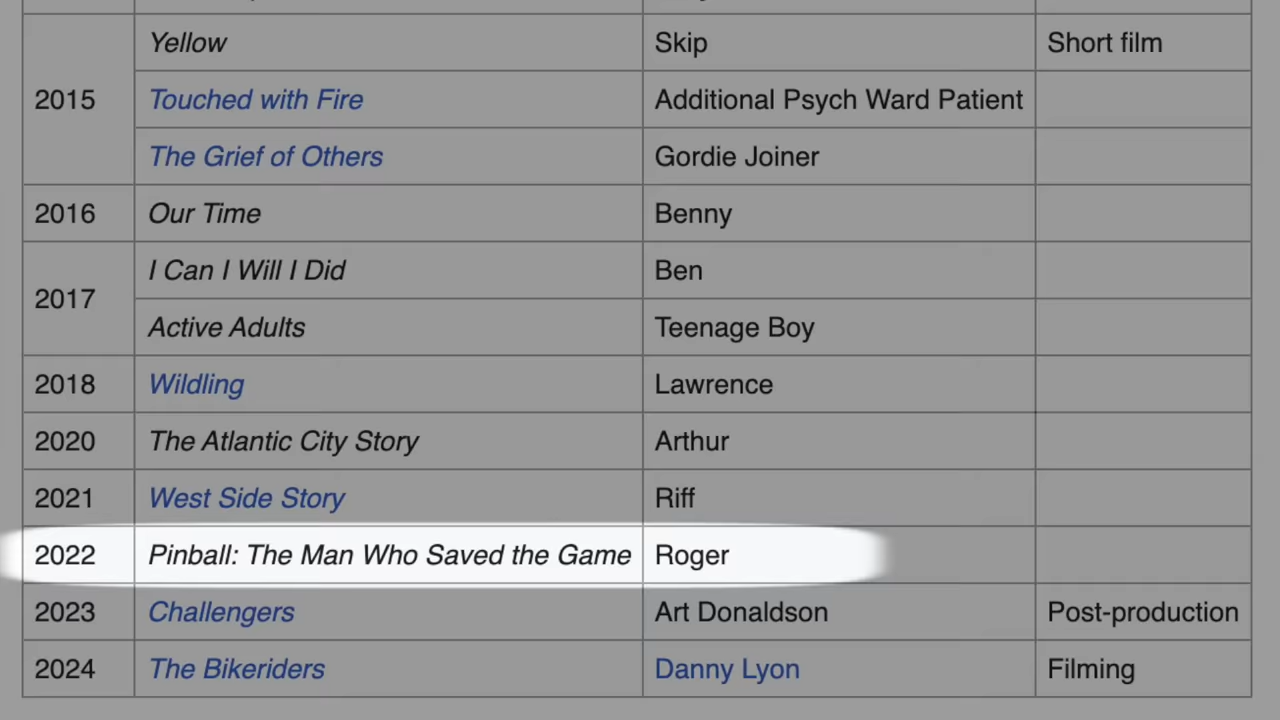 Yellow Skip Short film
2015 Touched with Fire Additional Psych Ward Patient
The Grief of Others Gordie Joiner
2016 Our Time Benny
I Can I Will I Did Ben
2017
Active Adults Teenage Boy
2018 Wildling Lawrence
2020 The Atlantic City Story Arthur
2021 West Side Story Riff
2022 Pinball: The Man Who Saved the Game Roger
2023 Challengers Art Donaldson Post-production
2024 The Bikeriders Danny Lyon Filming